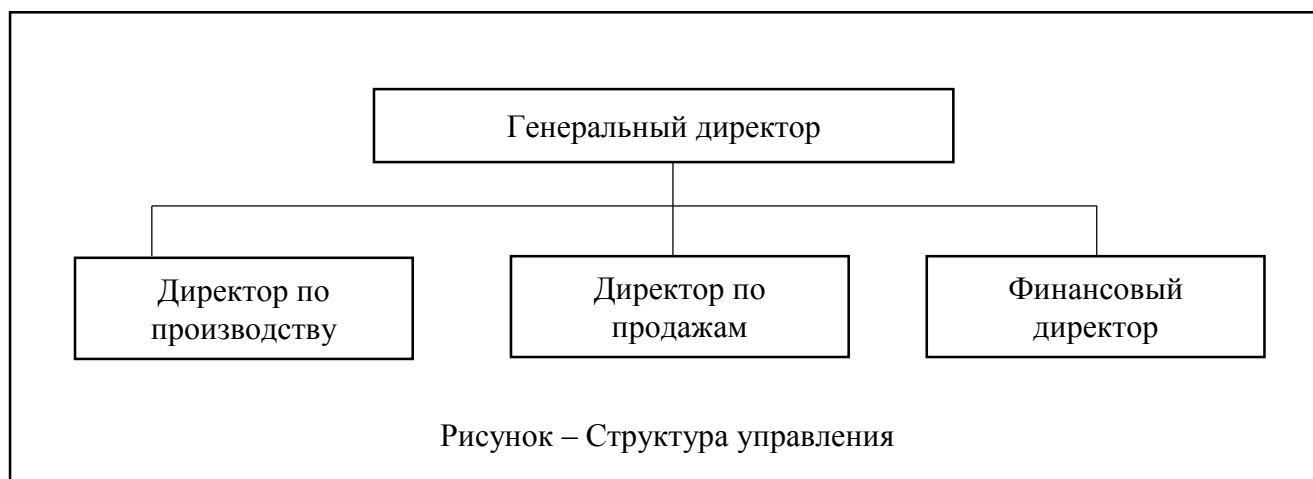 Генеральный директор
Директор по
производству
Директор по
продажам
Финансовый
директор
Рисунок – Структура управления